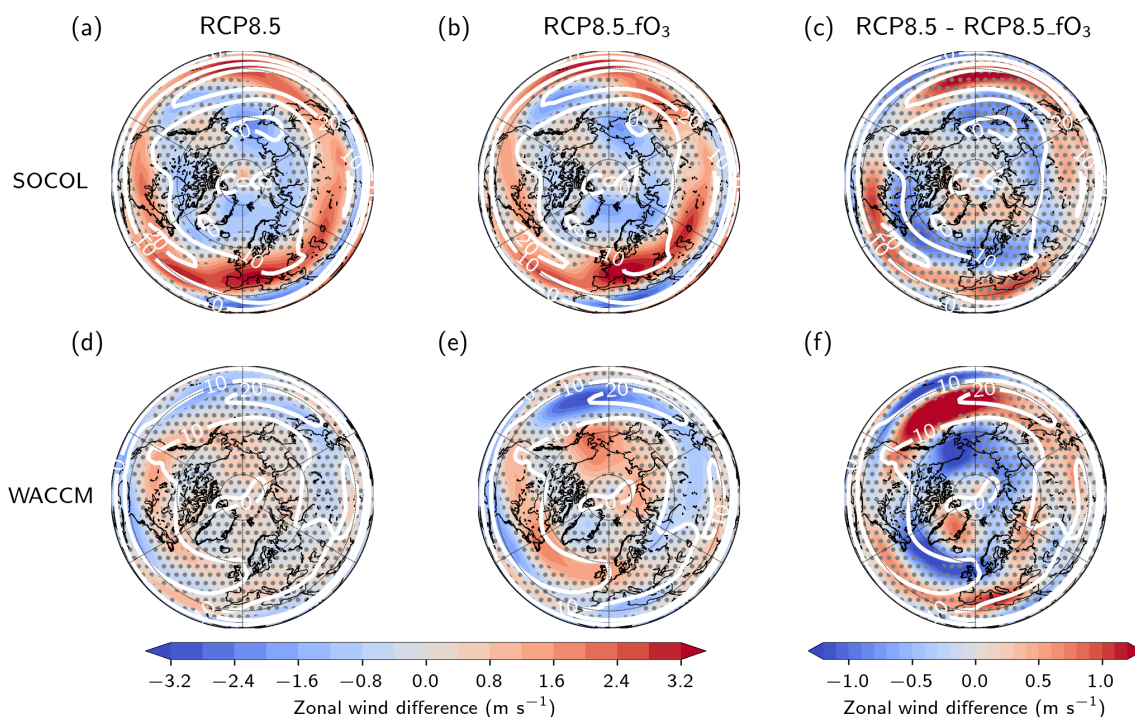 (a) RCP8.5 (b) RCP8.5_fO₃ (c) RCP8.5 - RCP8.5_fO₃
SOCOL
(d) (e) (f)
WACCM
−3.2 −2.4 −1.6 −0.8 0.0 0.8 1.6 2.4 3.2 −1.0 −0.5 0.0 0.5 1.0
Zonal wind difference (m s⁻¹) Zonal wind difference (m s⁻¹)